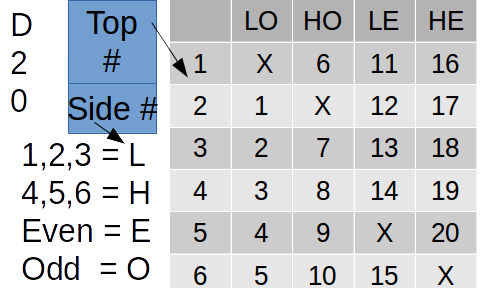 D
2
0
Top
#
Side #
1,2,3 = L
4,5,6 = H
Even = E
Odd = O
LO HO LE HE
1 X 6 11 16
2 1 X 12 17
3 2 7 13 18
4 3 8 14 19
5 4 9 X 20
6 5 10 15 X